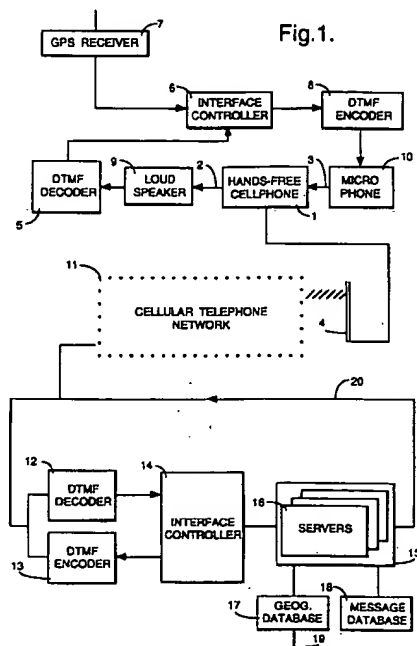 7
GPS RECEIVER
Fig.1.
6
INTERFACE
CONTROLLER
8
DTMF
ENCODER
DTMF
DECODER
5
9
LOUD
SPEAKER
2
HANDS-FREE
CELLPHONE
1
3
MICRO
PHONE
10
11
CELLULAR TELEPHONE
NETWORK
4
20
12
DTMF
DECODER
14
INTERFACE
CONTROLLER
16
SERVERS
15
DTMF
ENCODER
13
17
GEOG.
DATABASE
18
MESSAGE
DATABASE
19